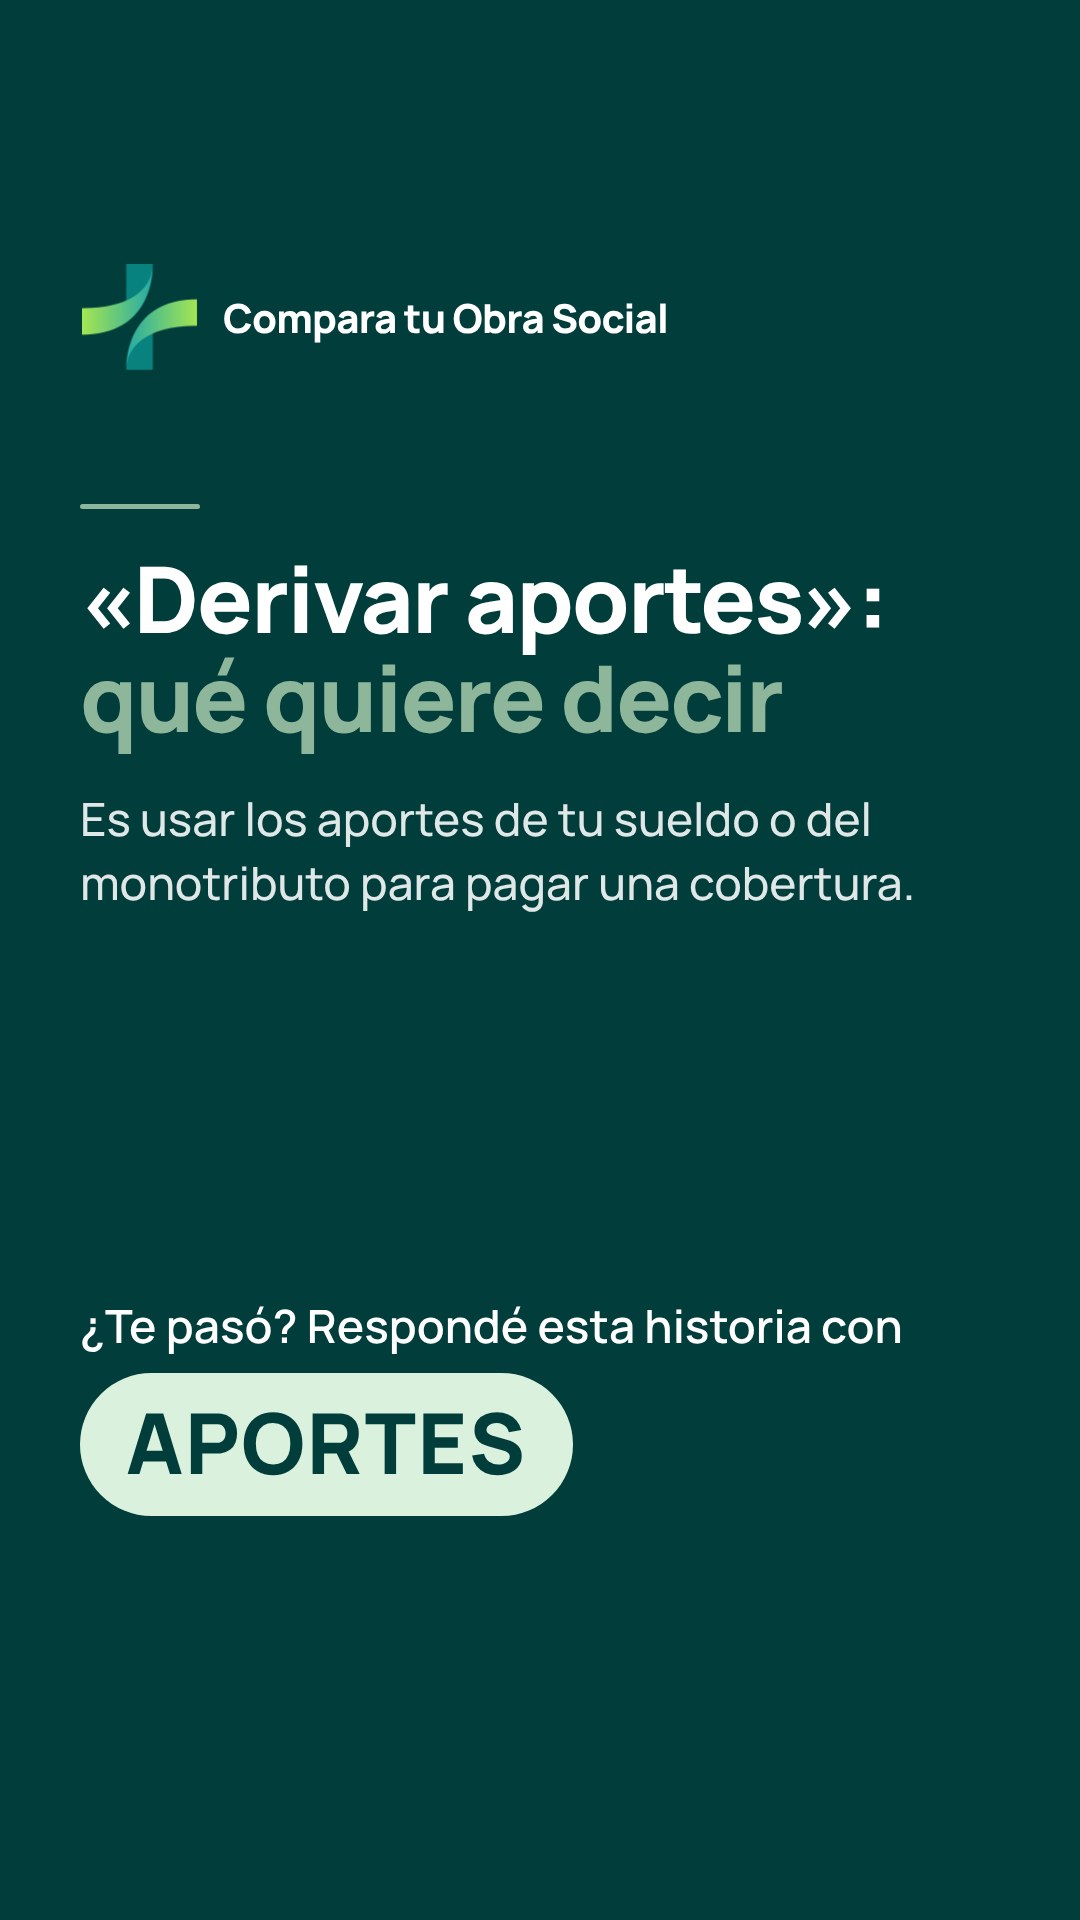 Compara tu Obra Social
«Derivar aportes»:
qué quiere decir
Es usar los aportes de tu sueldo o del
monotributo para pagar una cobertura.
¿Te pasó? Respondé esta historia con
APORTES